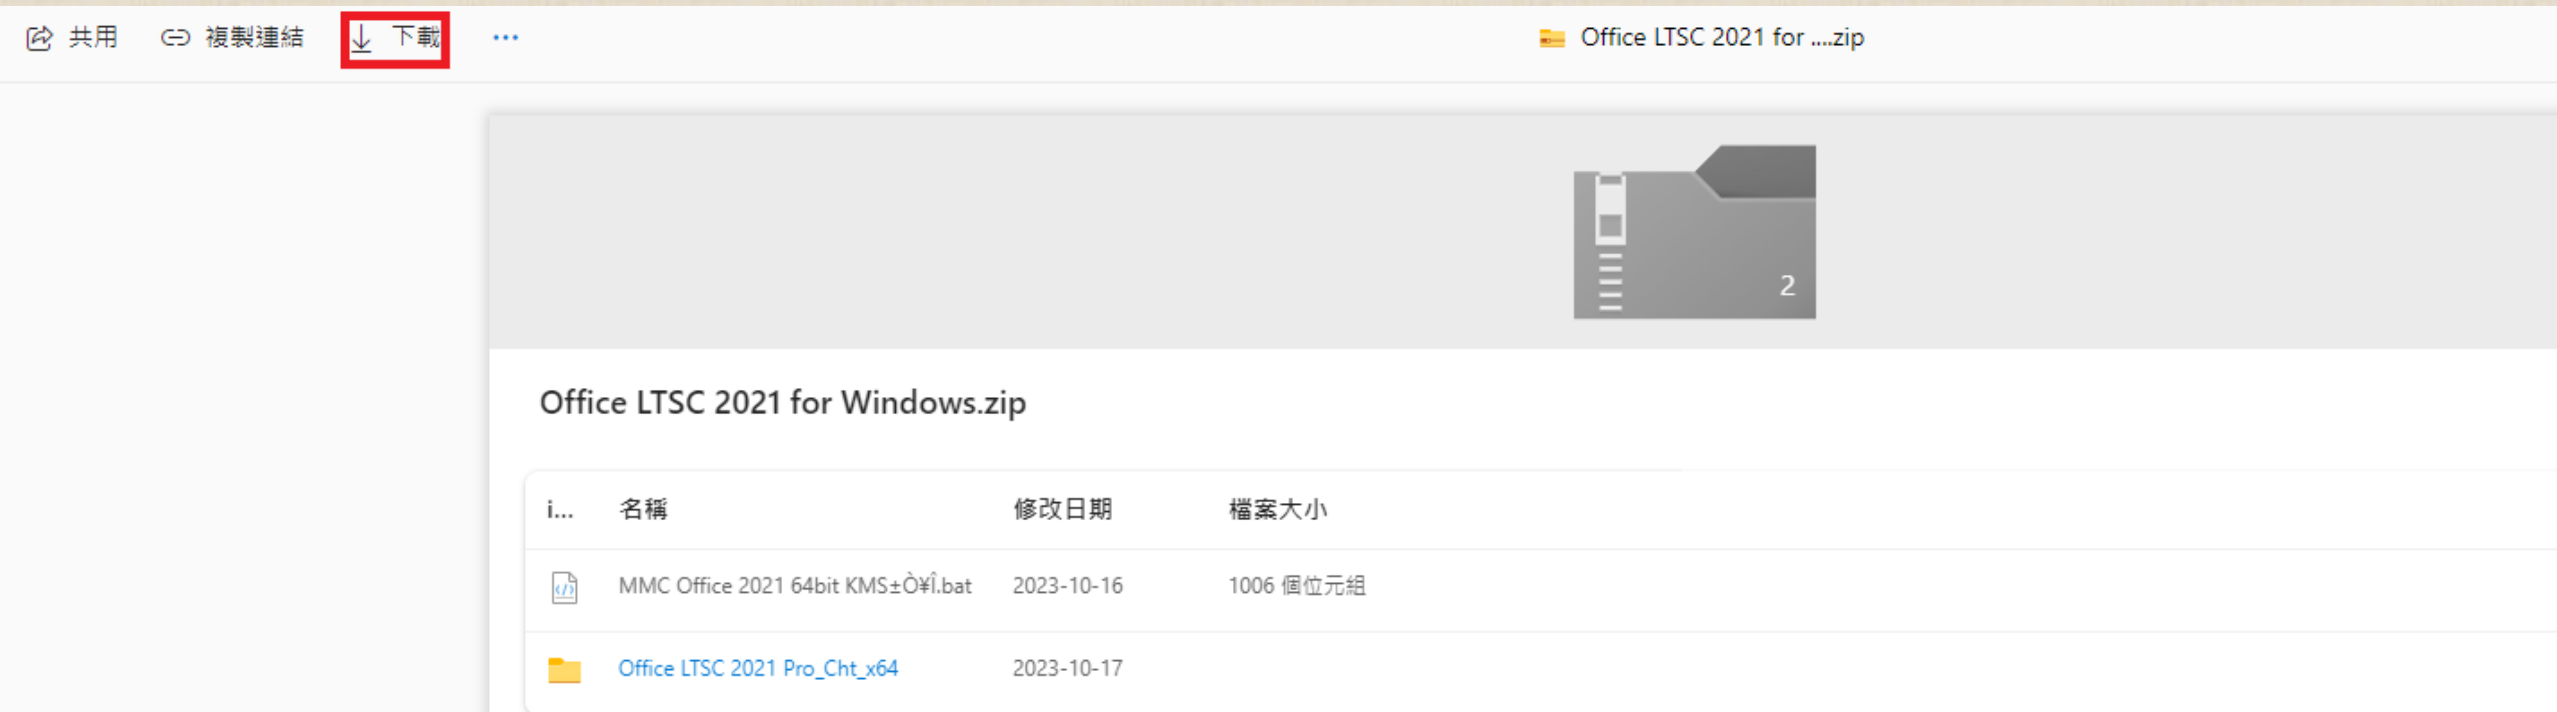 共用 複製連結 下載 ... Office LTSC 2021 for ....zip
2
Office LTSC 2021 for Windows.zip
i... 名稱 修改日期 檔案大小
MMC Office 2021 64bit KMS±Ò¥Î.bat 2023-10-16 1006 個位元組
Office LTSC 2021 Pro_Cht_x64 2023-10-17